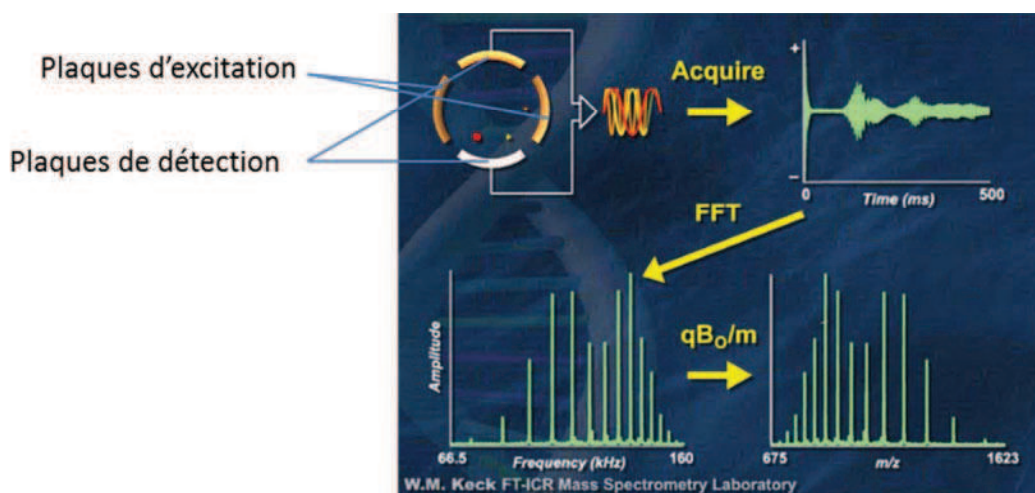 Plaques d'excitation
Plaques de détection
Acquire
+
−
0
500
Time (ms)
FFT
Amplitude
66.5
160
Frequency (kHz)
qB₀/m
675
1623
m/z
W.M. Keck FT-ICR Mass Spectrometry Laboratory